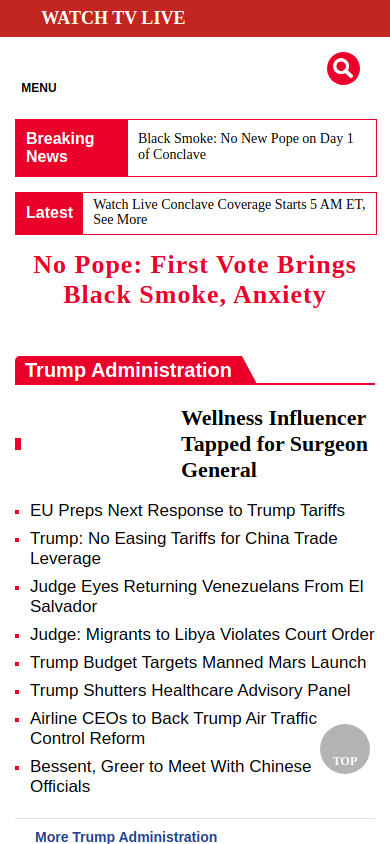 WATCH TV LIVE
MENU
Breaking
News
Black Smoke: No New Pope on Day 1
of Conclave
Latest
Watch Live Conclave Coverage Starts 5 AM ET,
See More
No Pope: First Vote Brings
Black Smoke, Anxiety
Trump Administration
Wellness Influencer
Tapped for Surgeon
General
EU Preps Next Response to Trump Tariffs
Trump: No Easing Tariffs for China Trade
Leverage
Judge Eyes Returning Venezuelans From El
Salvador
Judge: Migrants to Libya Violates Court Order
Trump Budget Targets Manned Mars Launch
Trump Shutters Healthcare Advisory Panel
Airline CEOs to Back Trump Air Traffic
Control Reform
Bessent, Greer to Meet With Chinese
Officials
TOP
More Trump Administration